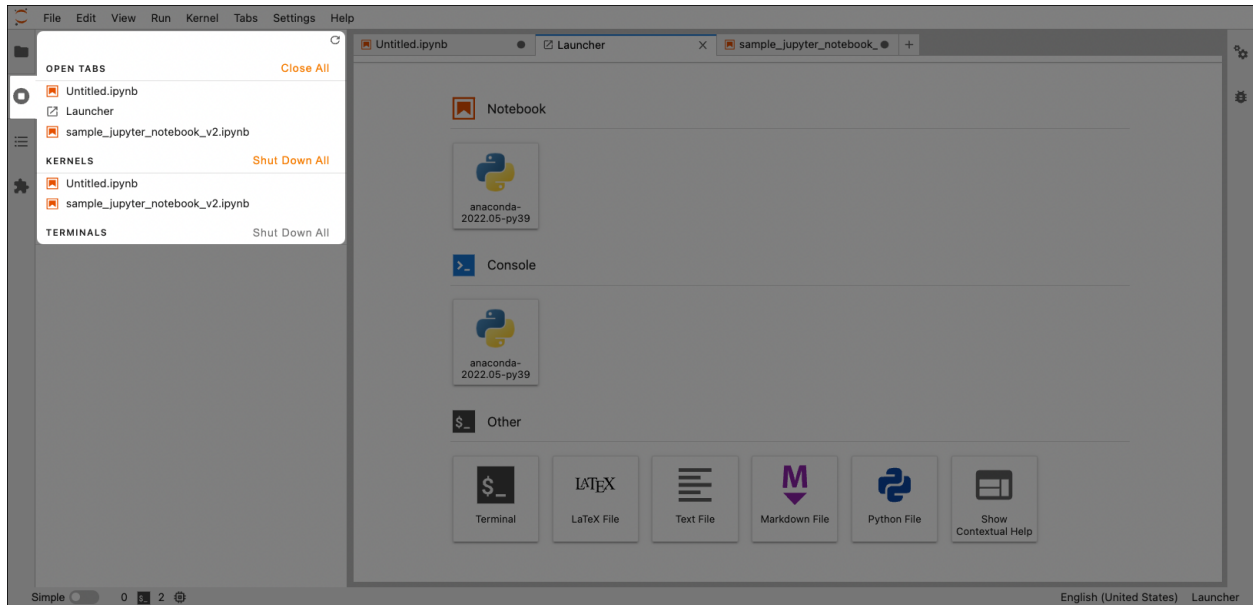 File Edit View Run Kernel Tabs Settings Help
OPEN TABS Close All
Untitled.ipynb
Launcher
sample_jupyter_notebook_v2.ipynb
KERNELS Shut Down All
Untitled.ipynb
sample_jupyter_notebook_v2.ipynb
TERMINALS Shut Down All
Untitled.ipynb Launcher sample_jupyter_notebook_
Notebook
anaconda-
2022.05-py39
>_ Console
anaconda-
2022.05-py39
$_ Other
$_
Terminal
LATEX
LaTeX File
Text File
M
Markdown File
Python File
Show
Contextual Help
Simple 0 $_ 2 English (United States) Launcher